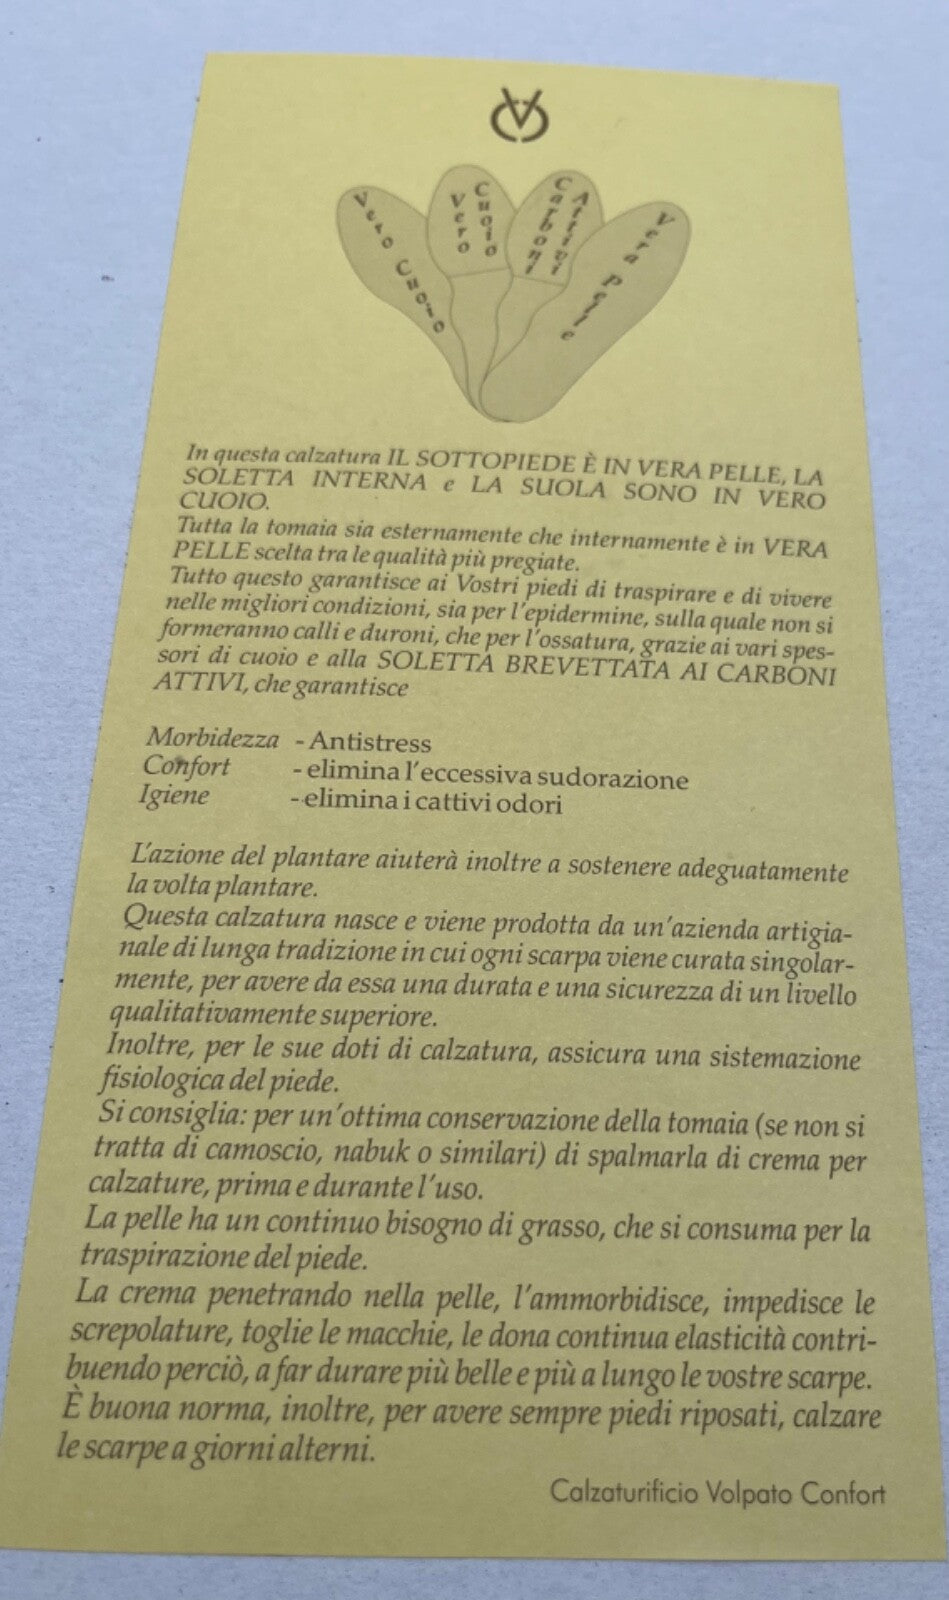 Vero Cuoio
Vero Cuoio
Carboni Attivi
Vera Pelle
In questa calzatura IL SOTTOPIEDE È IN VERA PELLE, LA
SOLETTA INTERNA e LA SUOLA SONO IN VERO
CUOIO.
Tutta la tomaia sia esternamente che internamente è in VERA
PELLE scelta tra le qualità più pregiate.
Tutto questo garantisce ai Vostri piedi di traspirare e di vivere
nelle migliori condizioni, sia per l'epidermine, sulla quale non si
formeranno calli e duroni, che per l'ossatura, grazie ai vari spes-
sori di cuoio e alla SOLETTA BREVETTATA AI CARBONI
ATTIVI, che garantisce
Morbidezza - Antistress
Confort - elimina l'eccessiva sudorazione
Igiene - elimina i cattivi odori
L'azione del plantare aiuterà inoltre a sostenere adeguatamente
la volta plantare.
Questa calzatura nasce e viene prodotta da un'azienda artigia-
nale di lunga tradizione in cui ogni scarpa viene curata singolar-
mente, per avere da essa una durata e una sicurezza di un livello
qualitativamente superiore.
Inoltre, per le sue doti di calzatura, assicura una sistemazione
fisiologica del piede.
Si consiglia: per un'ottima conservazione della tomaia (se non si
tratta di camoscio, nabuk o similari) di spalmarla di crema per
calzature, prima e durante l'uso.
La pelle ha un continuo bisogno di grasso, che si consuma per la
traspirazione del piede.
La crema penetrando nella pelle, l'ammorbidisce, impedisce le
screpolature, toglie le macchie, le dona continua elasticità contri-
buendo perciò, a far durare più belle e più a lungo le vostre scarpe.
È buona norma, inoltre, per avere sempre piedi riposati, calzare
le scarpe a giorni alterni.
Calzaturificio Volpato Confort